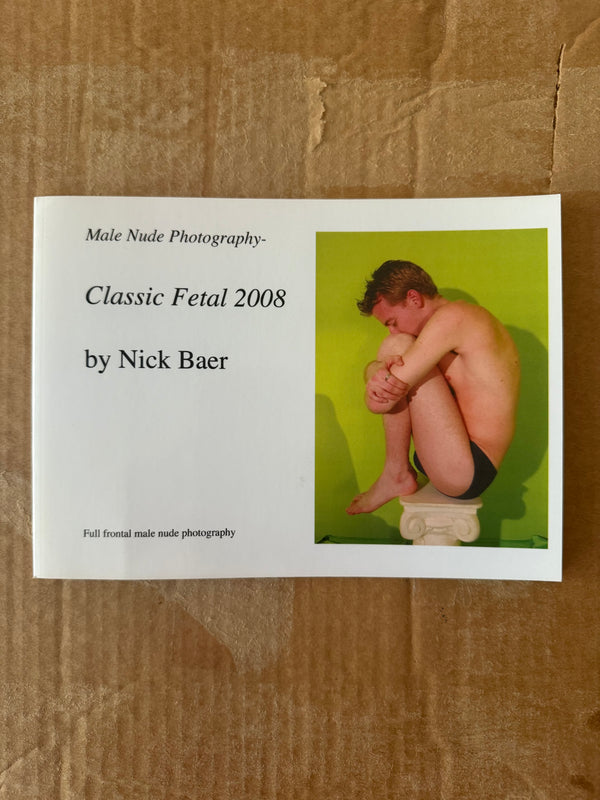 Male Nude Photography-
Classic Fetal 2008
by Nick Baer
Full frontal male nude photography